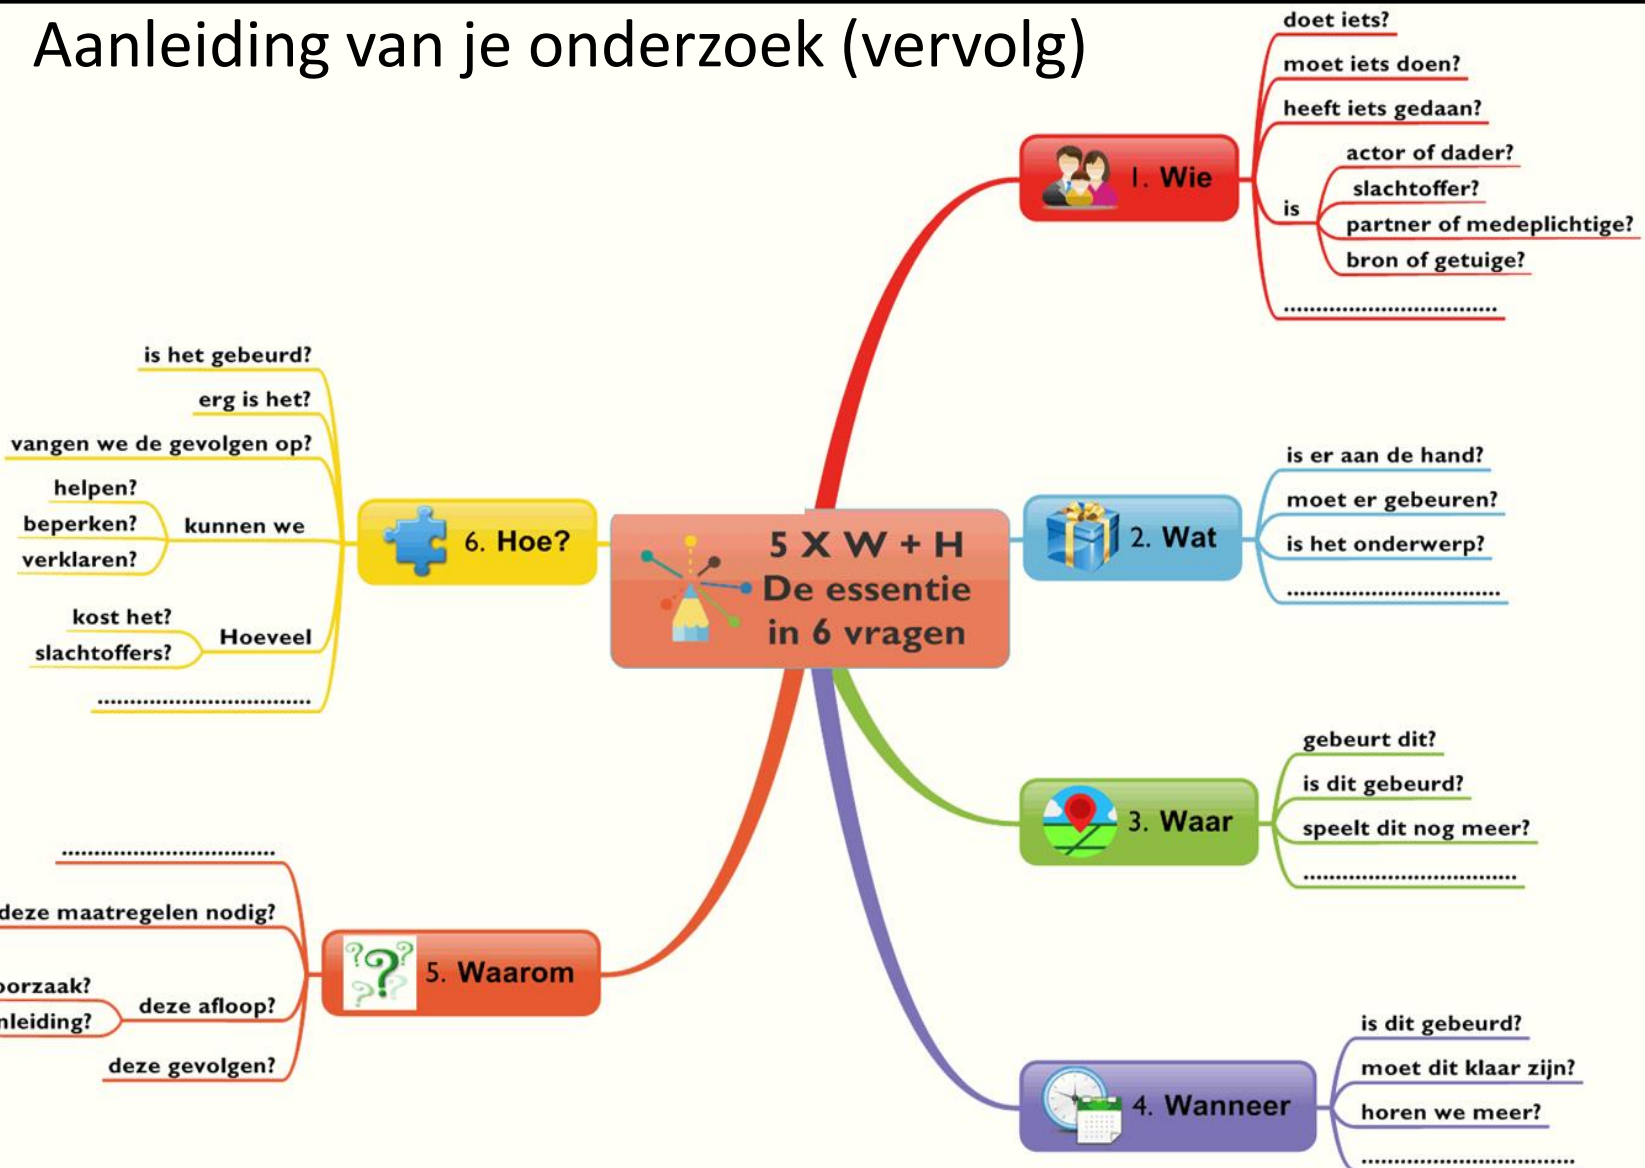 Aanleiding van je onderzoek (vervolg)
5 X W + H
De essentie
in 6 vragen
1. Wie
doet iets?
moet iets doen?
heeft iets gedaan?
is
actor of dader?
slachtoffer?
partner of medeplichtige?
bron of getuige?
................................
2. Wat
is er aan de hand?
moet er gebeuren?
is het onderwerp?
................................
3. Waar
gebeurt dit?
is dit gebeurd?
speelt dit nog meer?
................................
4. Wanneer
is dit gebeurd?
moet dit klaar zijn?
horen we meer?
................................
5. Waarom
................................
deze maatregelen nodig?
deze afloop?
oorzaak?
nleiding?
deze gevolgen?
6. Hoe?
is het gebeurd?
erg is het?
vangen we de gevolgen op?
kunnen we
helpen?
beperken?
verklaren?
Hoeveel
kost het?
slachtoffers?
................................